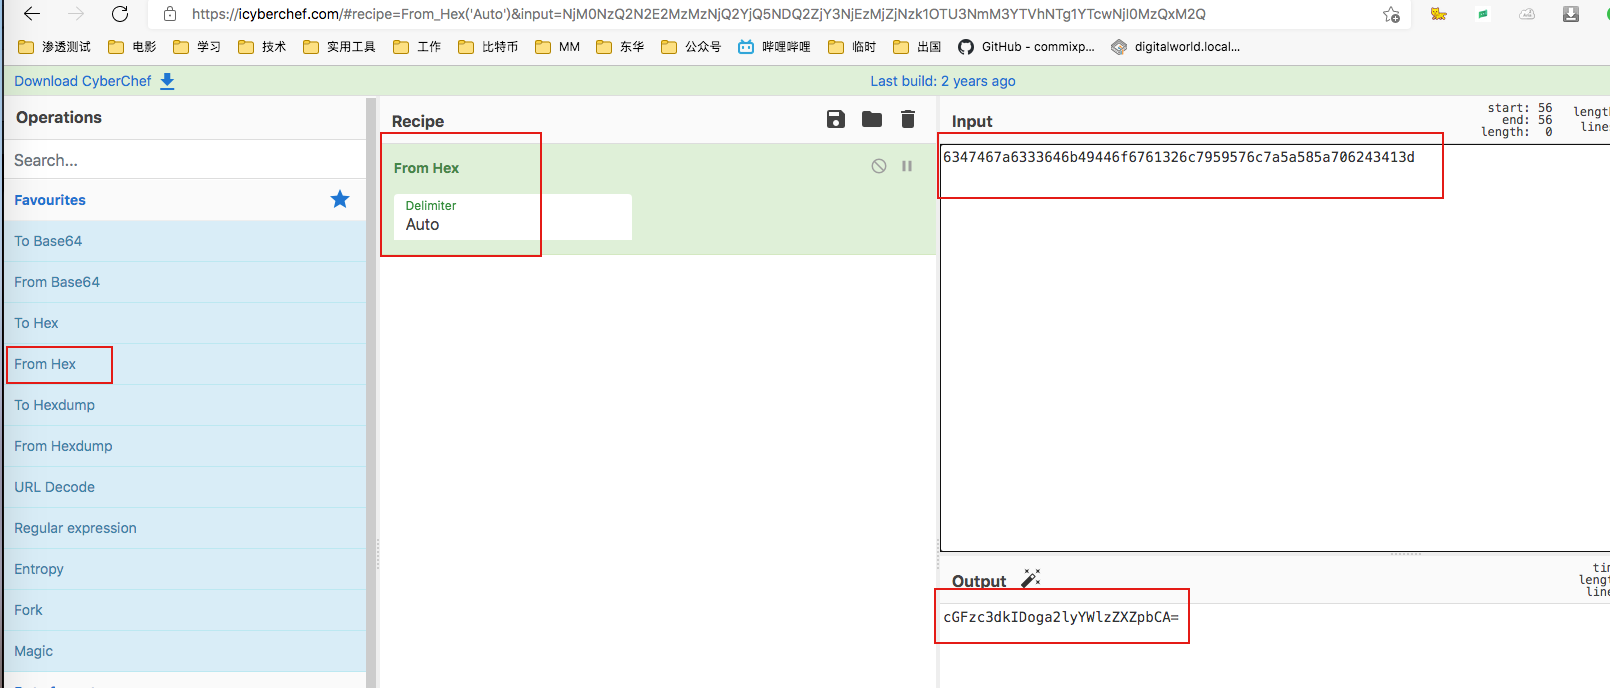 https://icyberchef.com/#recipe=From_Hex('Auto')&input=NjM0NzQ2N2E2MzMzNjQ2YjQ5NDQ2ZjY3NjEzMjZjNzk1OTU3NmM3YTVhNTg1YTcwNjI0MzQxM2Q
渗透测试 电影 学习 技术 实用工具 工作 比特币 MM 东华 公众号 哔哩哔哩 临时 出国 GitHub - commixp... digitalworld.local...
Download CyberChef Last build: 2 years ago
Operations
Search...
Favourites
To Base64
From Base64
To Hex
From Hex
To Hexdump
From Hexdump
URL Decode
Regular expression
Entropy
Fork
Magic
Recipe
From Hex
Delimiter
Auto
Input
start: 56
end: 56
length: 0
length
line
6347467a6333646b49446f6761326c7959576c7a5a585a706243413d
Output
tim
lengt
line
cGFzc3dkIDoga2lyYWlzZXZpbCA=